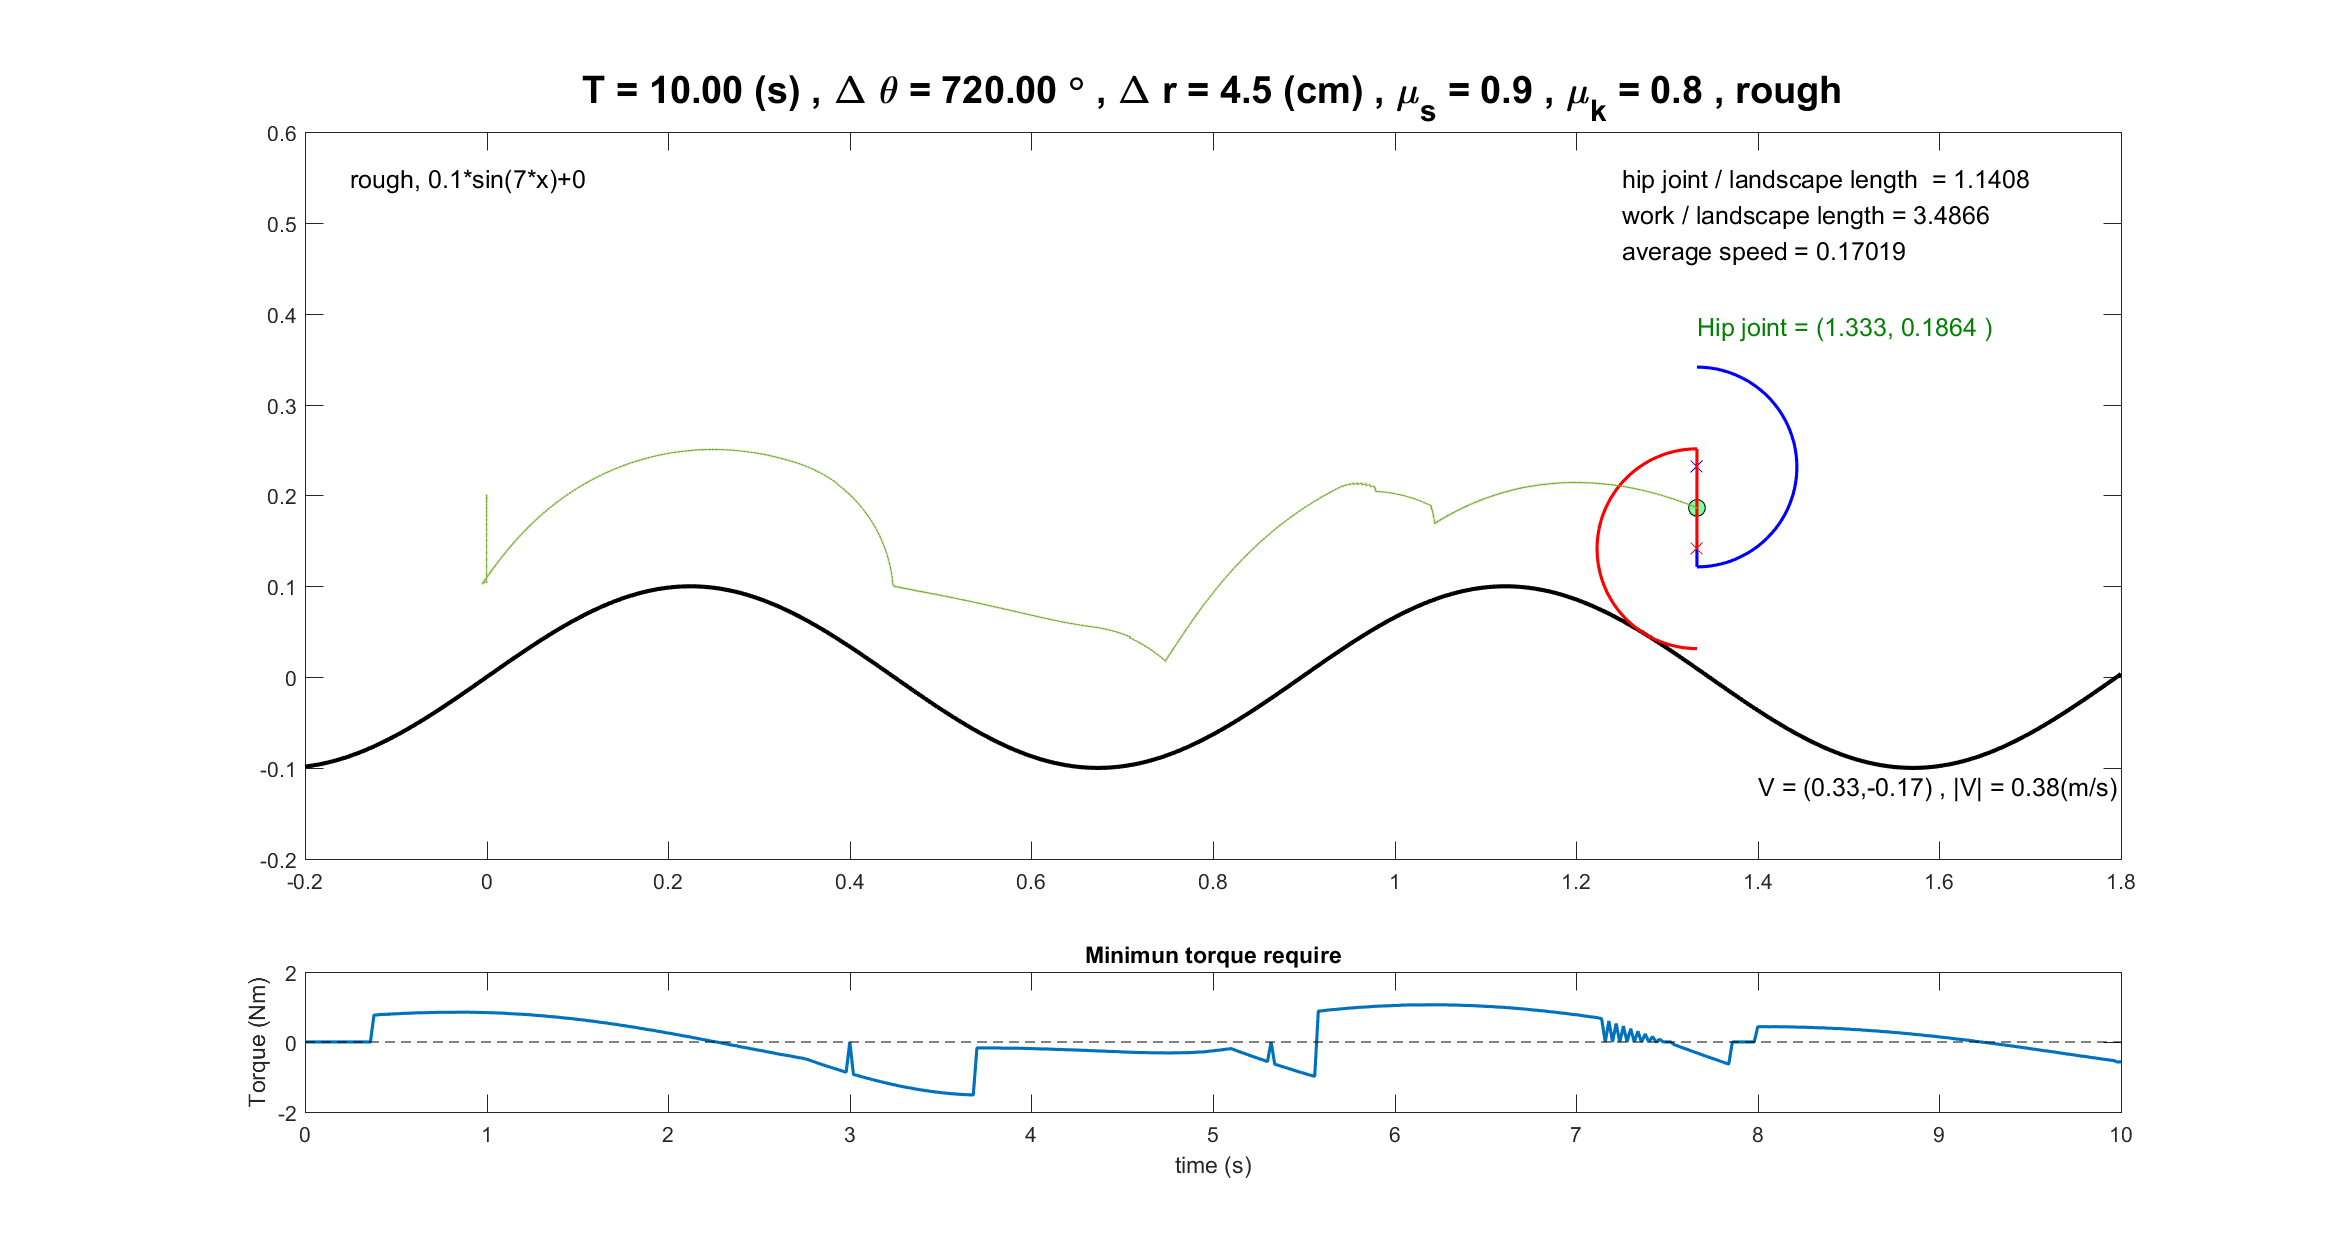 T = 10.00 (s) , Δ θ = 720.00 ° , Δ r = 4.5 (cm) , μs = 0.9 , μk = 0.8 , rough
0.6
rough, 0.1*sin(7*x)+0
hip joint / landscape length  = 1.1408
0.5
work / landscape length = 3.4866
average speed = 0.17019
0.4
Hip joint = (1.333, 0.1864 )
0.3
0.2
0.1
0
-0.1
V = (0.33,-0.17) , |V| = 0.38(m/s)
-0.2
-0.2 0 0.2 0.4 0.6 0.8 1 1.2 1.4 1.6 1.8
Minimun torque require
Torque (Nm)
2
0
-2
0 1 2 3 4 5 6 7 8 9 10
time (s)